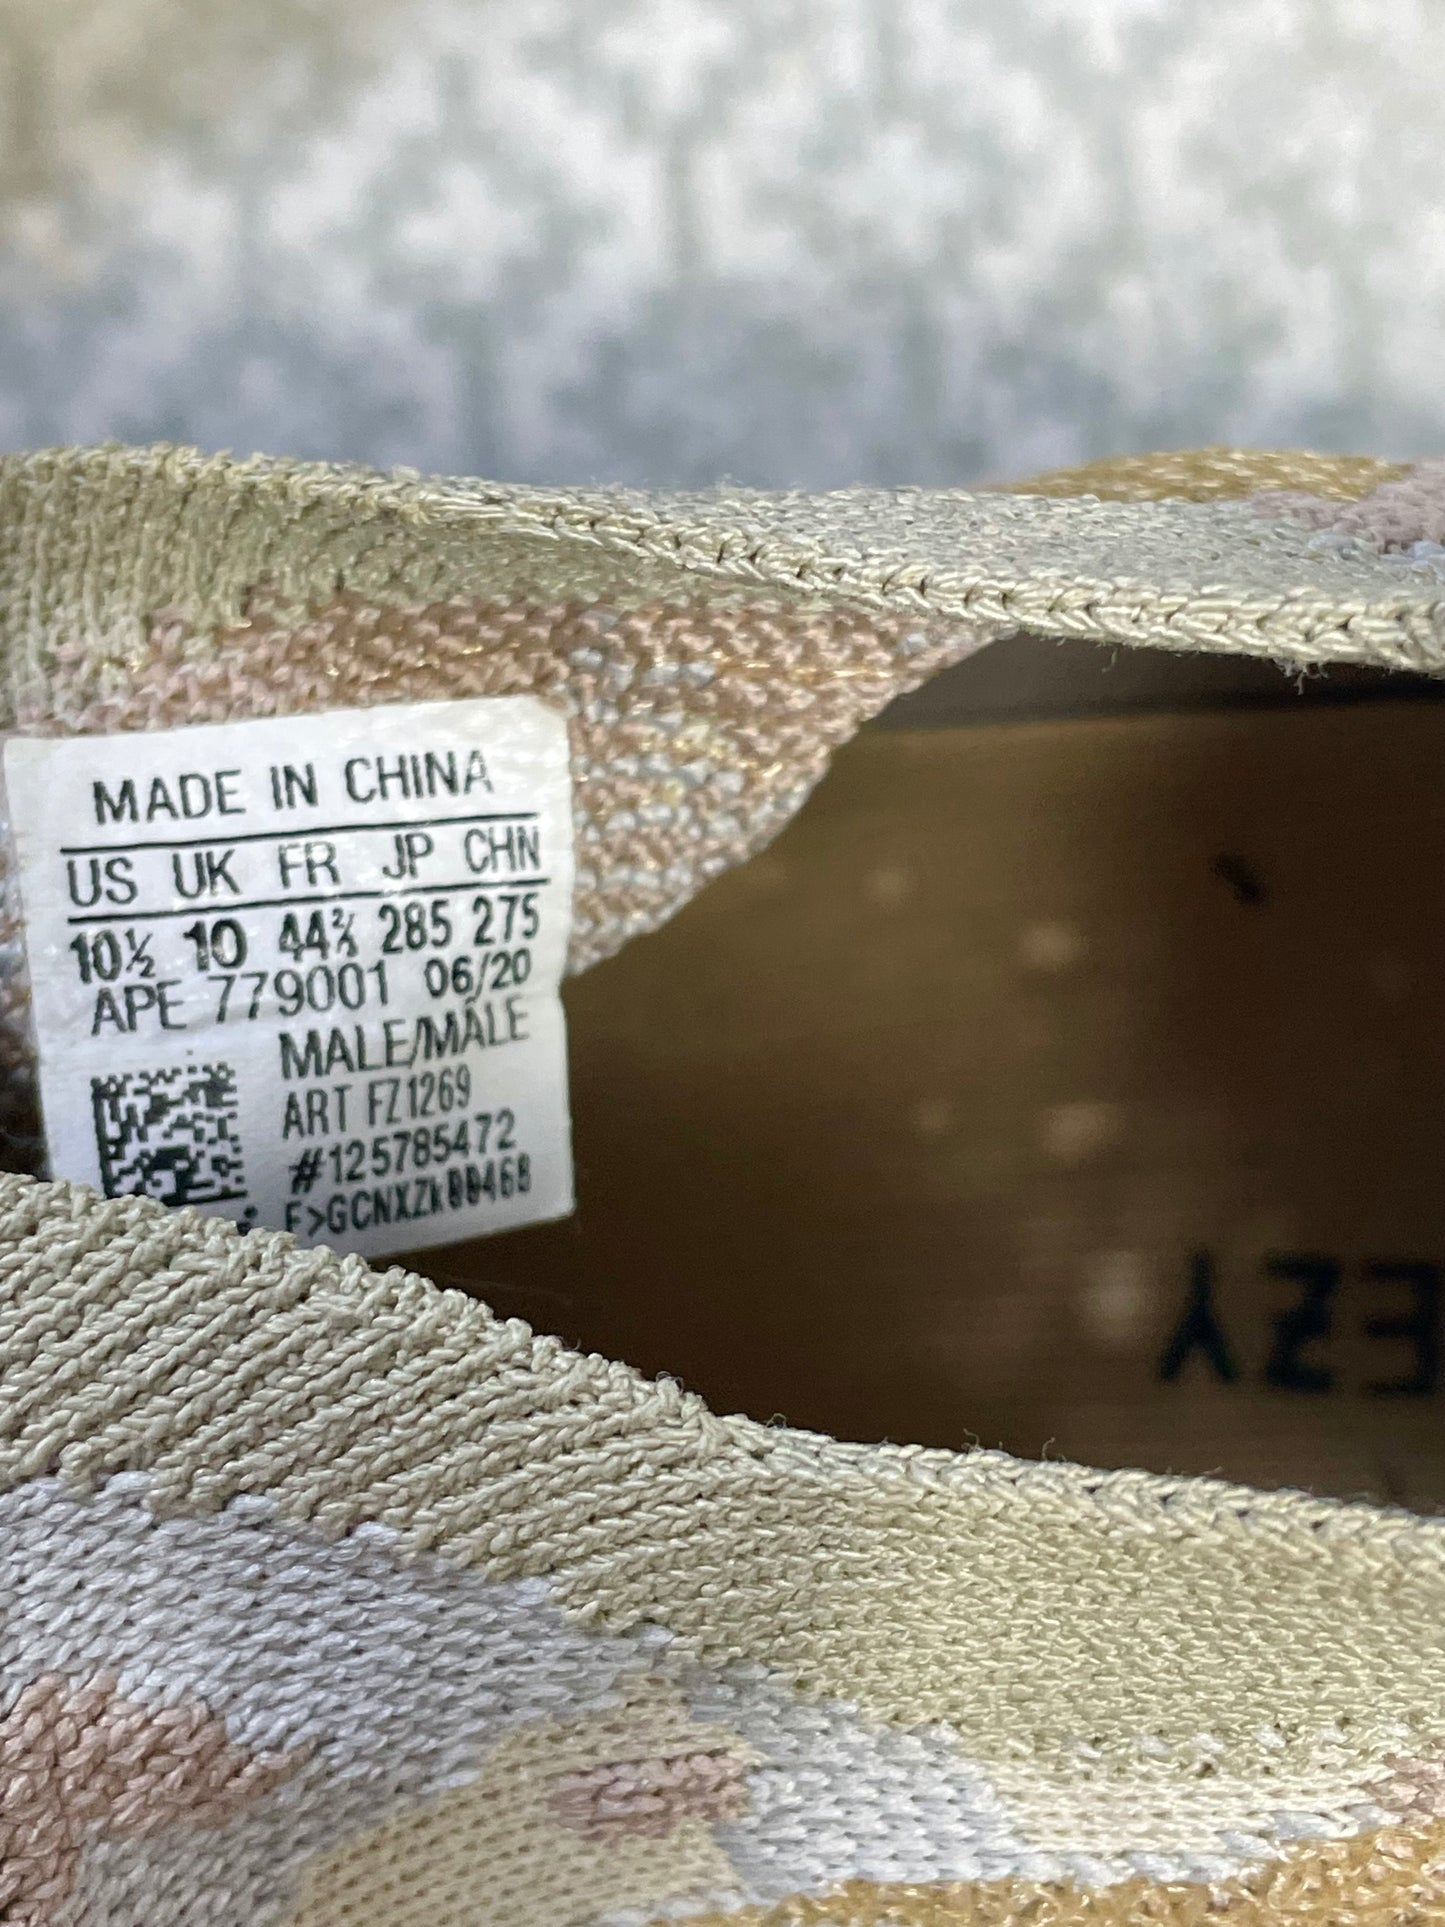 MADE IN CHINA
US UK FR JP CHN
10½ 10 44⅔ 285 275
APE 779001 06/20
MALE/MÂLE
ART FZ1269
#125785472